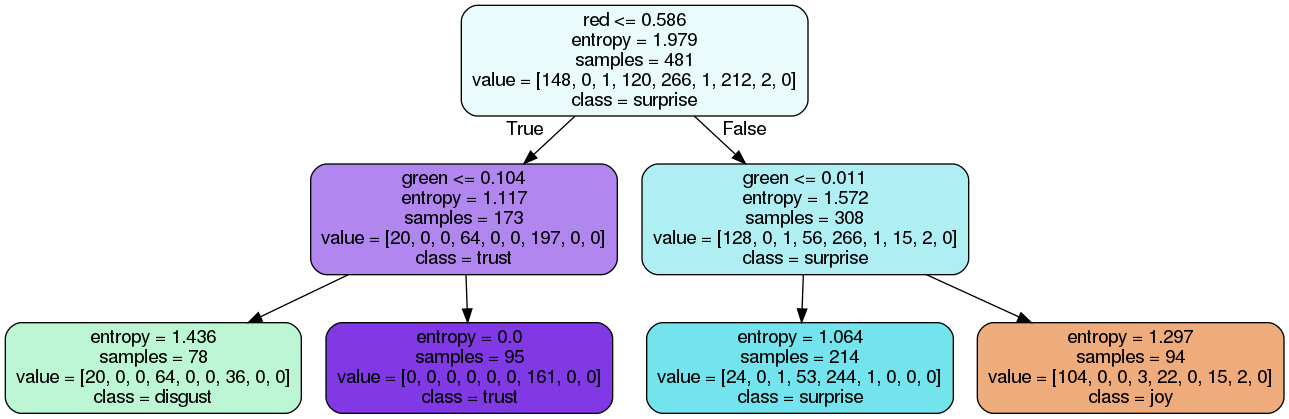 red <= 0.586
entropy = 1.979
samples = 481
value = [148, 0, 1, 120, 266, 1, 212, 2, 0]
class = surprise
True
False
green <= 0.104
entropy = 1.117
samples = 173
value = [20, 0, 0, 64, 0, 0, 197, 0, 0]
class = trust
green <= 0.011
entropy = 1.572
samples = 308
value = [128, 0, 1, 56, 266, 1, 15, 2, 0]
class = surprise
entropy = 1.436
samples = 78
value = [20, 0, 0, 64, 0, 0, 36, 0, 0]
class = disgust
entropy = 0.0
samples = 95
value = [0, 0, 0, 0, 0, 0, 161, 0, 0]
class = trust
entropy = 1.064
samples = 214
value = [24, 0, 1, 53, 244, 1, 0, 0, 0]
class = surprise
entropy = 1.297
samples = 94
value = [104, 0, 0, 3, 22, 0, 15, 2, 0]
class = joy